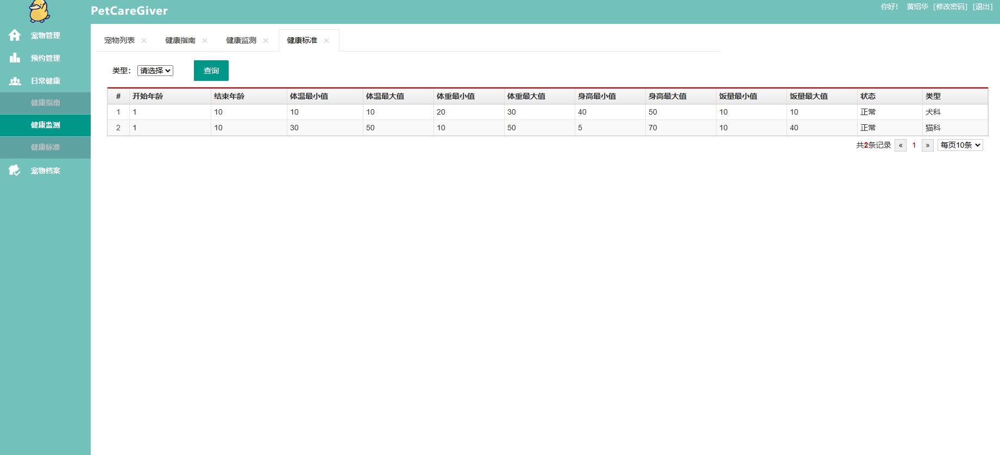 PetCareGiver
你好! 黄绍华 [修改密码] [退出]
宠物管理
预约管理
日常健康
健康指南
健康监测
健康标准
宠物档案
宠物列表 健康指南 健康监测 健康标准
类型: 请选择 查询
# 开始年龄 结束年龄 体温最小值 体温最大值 体重最小值 体重最大值 身高最小值 身高最大值 饭量最小值 饭量最大值 状态 类型
1 1 10 10 10 20 30 40 50 10 10 正常 犬科
2 1 10 30 50 10 50 5 70 10 40 正常 猫科
共2条记录 « 1 » 每页10条